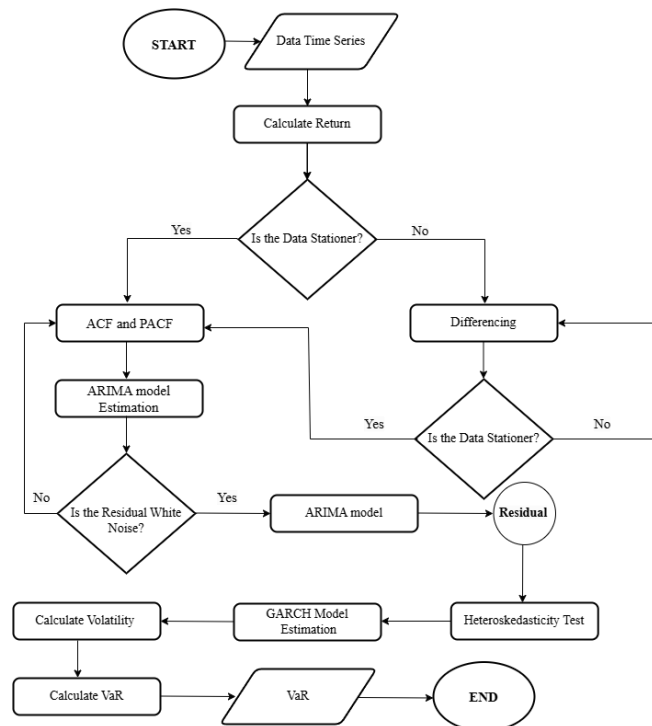 START
Data Time Series
Calculate Return
Is the Data Stationer?
Yes
No
ACF and PACF
Differencing
ARIMA model
Estimation
Yes
Is the Data Stationer?
No
No
Is the Residual White
Noise?
Yes
ARIMA model
Residual
Calculate Volatility
GARCH Model
Estimation
Heteroskedasticity Test
Calculate VaR
VaR
END